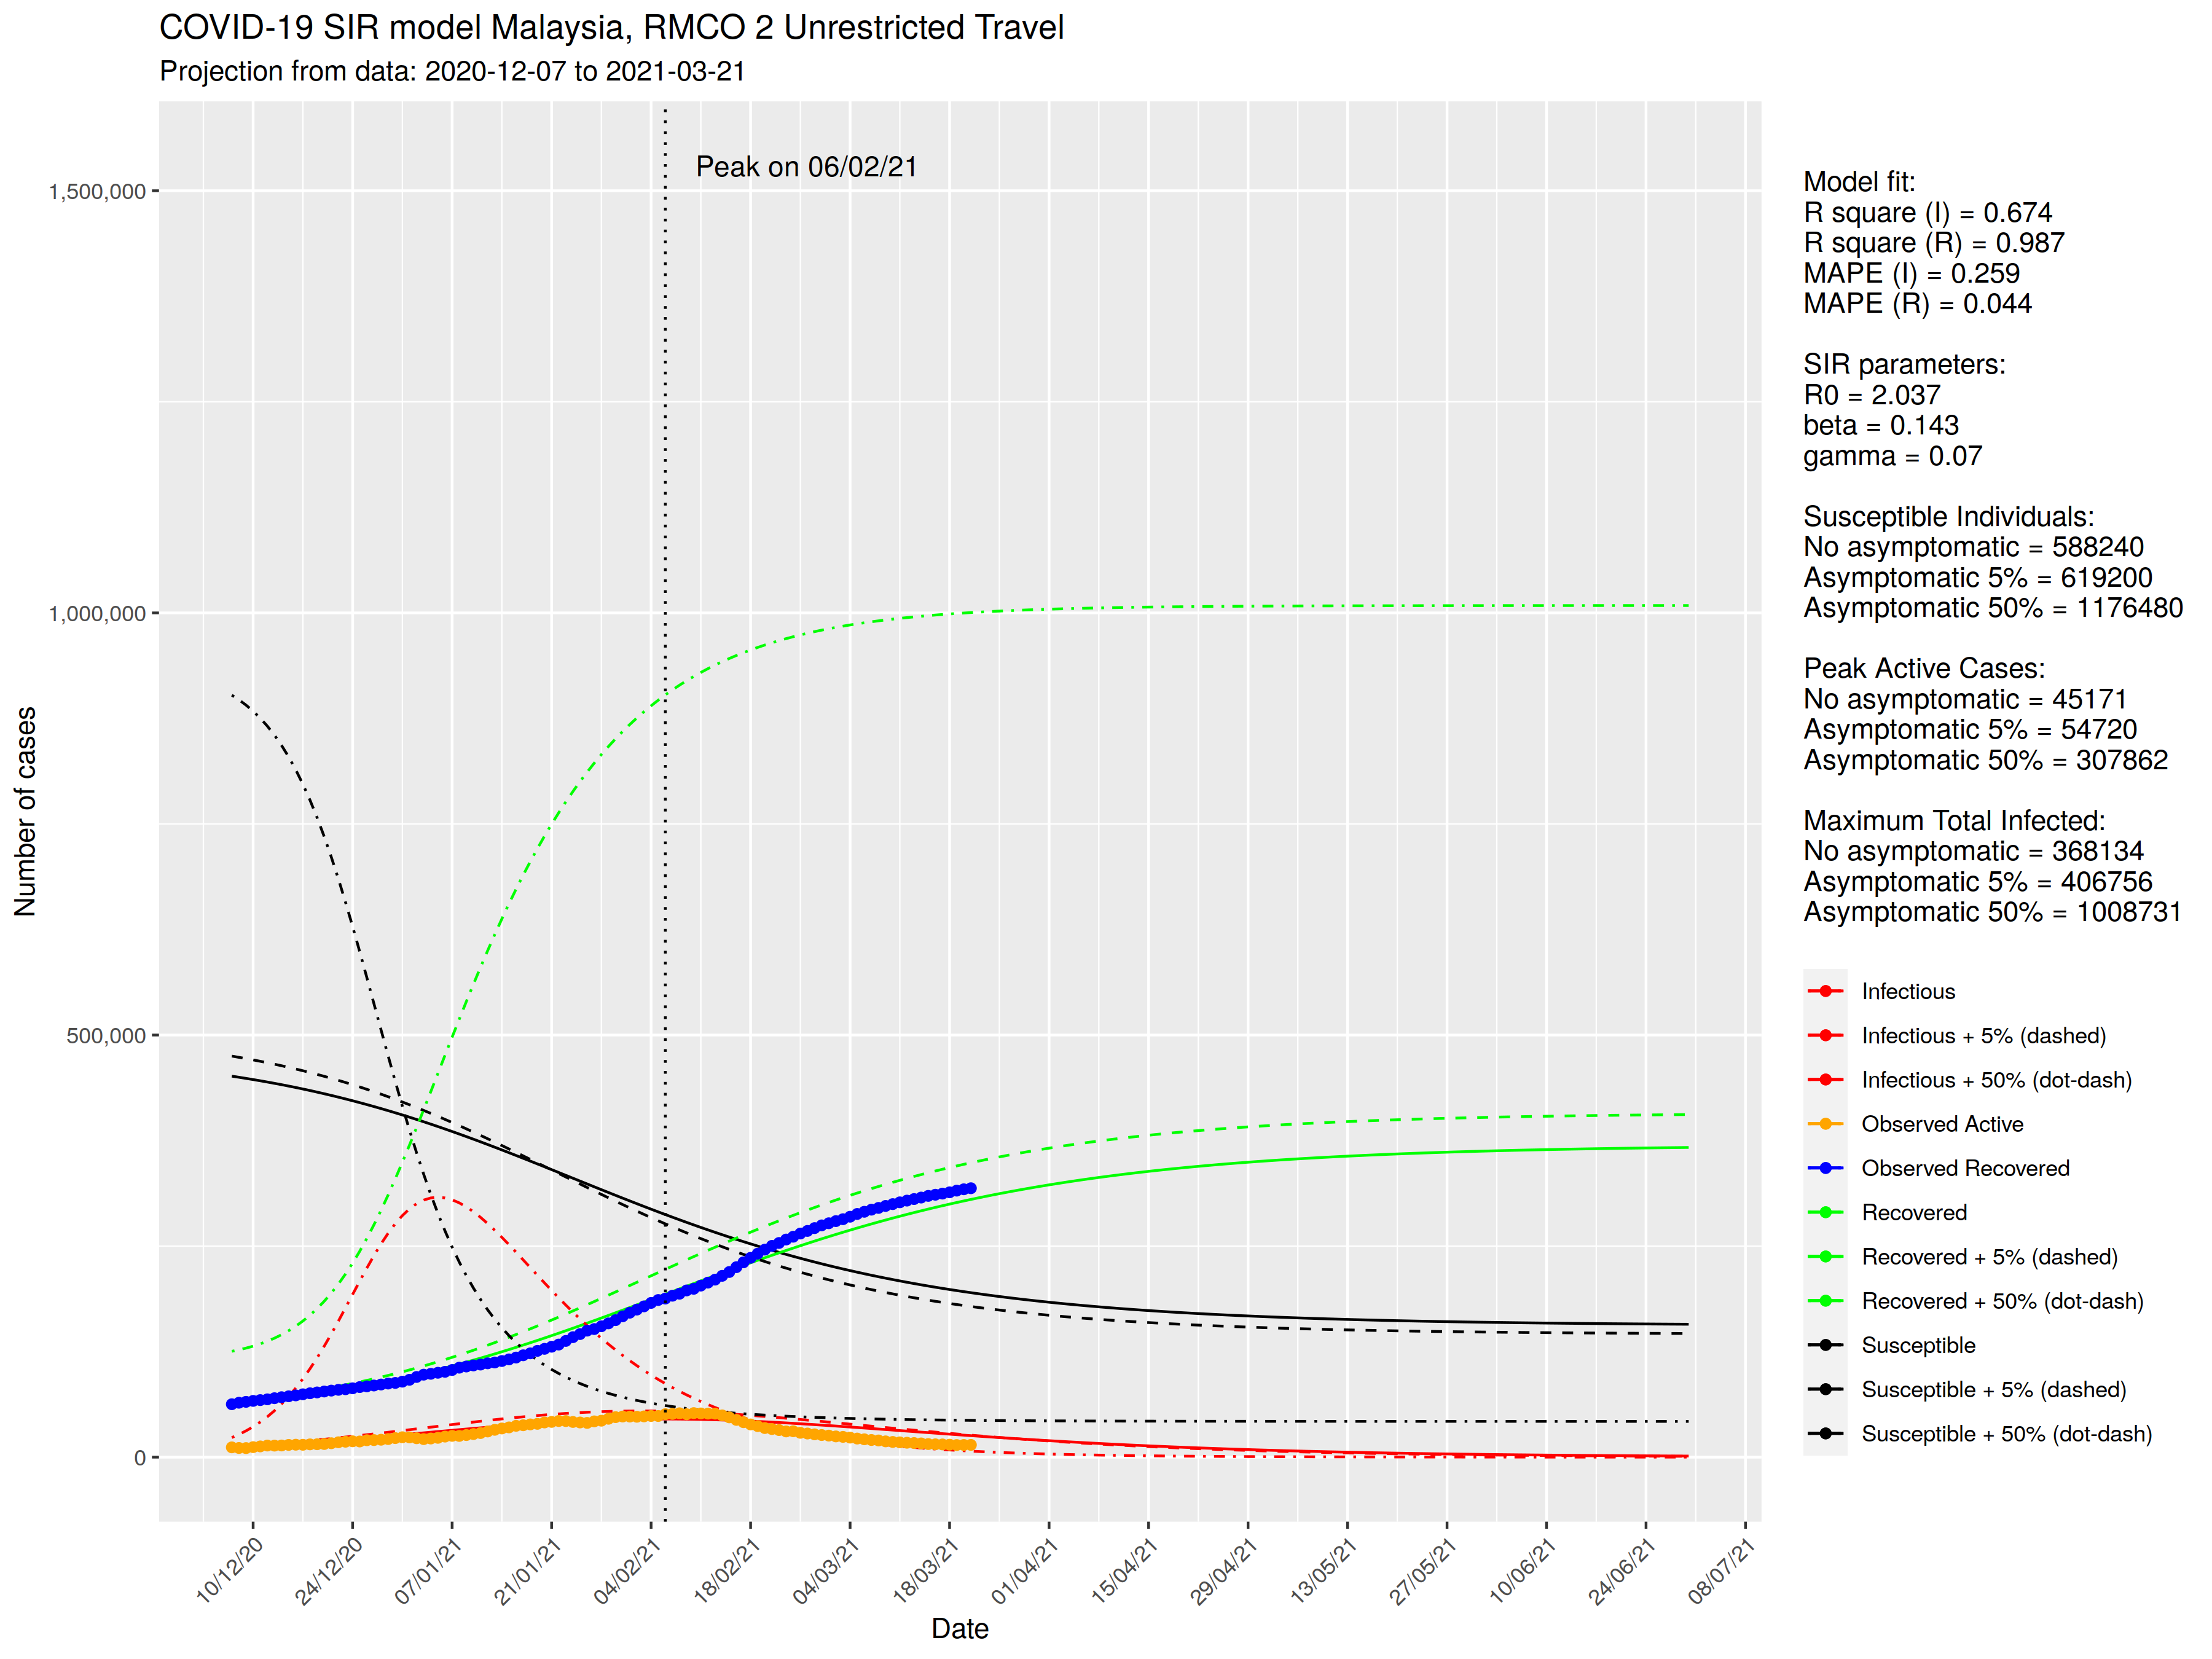 COVID-19 SIR model Malaysia, RMCO 2 Unrestricted Travel
Projection from data: 2020-12-07 to 2021-03-21
Peak on 06/02/21
Number of cases
1,500,000
1,000,000
500,000
0
10/12/20
24/12/20
07/01/21
21/01/21
04/02/21
18/02/21
04/03/21
18/03/21
01/04/21
15/04/21
29/04/21
13/05/21
27/05/21
10/06/21
24/06/21
08/07/21
Date
Model fit:
R square (I) = 0.674
R square (R) = 0.987
MAPE (I) = 0.259
MAPE (R) = 0.044
SIR parameters:
R0 = 2.037
beta = 0.143
gamma = 0.07
Susceptible Individuals:
No asymptomatic = 588240
Asymptomatic 5% = 619200
Asymptomatic 50% = 1176480
Peak Active Cases:
No asymptomatic = 45171
Asymptomatic 5% = 54720
Asymptomatic 50% = 307862
Maximum Total Infected:
No asymptomatic = 368134
Asymptomatic 5% = 406756
Asymptomatic 50% = 1008731
Infectious
Infectious + 5% (dashed)
Infectious + 50% (dot-dash)
Observed Active
Observed Recovered
Recovered
Recovered + 5% (dashed)
Recovered + 50% (dot-dash)
Susceptible
Susceptible + 5% (dashed)
Susceptible + 50% (dot-dash)